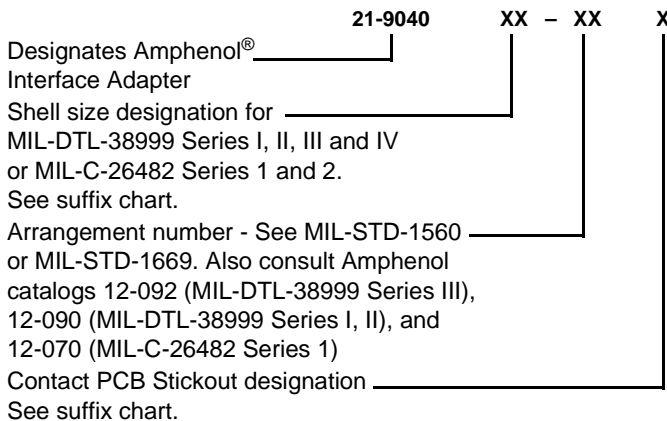 21-9040 XX – XX X
Designates Amphenol®
Interface Adapter
Shell size designation for
MIL-DTL-38999 Series I, II, III and IV
or MIL-C-26482 Series 1 and 2.
See suffix chart.
Arrangement number - See MIL-STD-1560
or MIL-STD-1669. Also consult Amphenol
catalogs 12-092 (MIL-DTL-38999 Series III),
12-090 (MIL-DTL-38999 Series I, II), and
12-070 (MIL-C-26482 Series 1)
Contact PCB Stickout designation
See suffix chart.